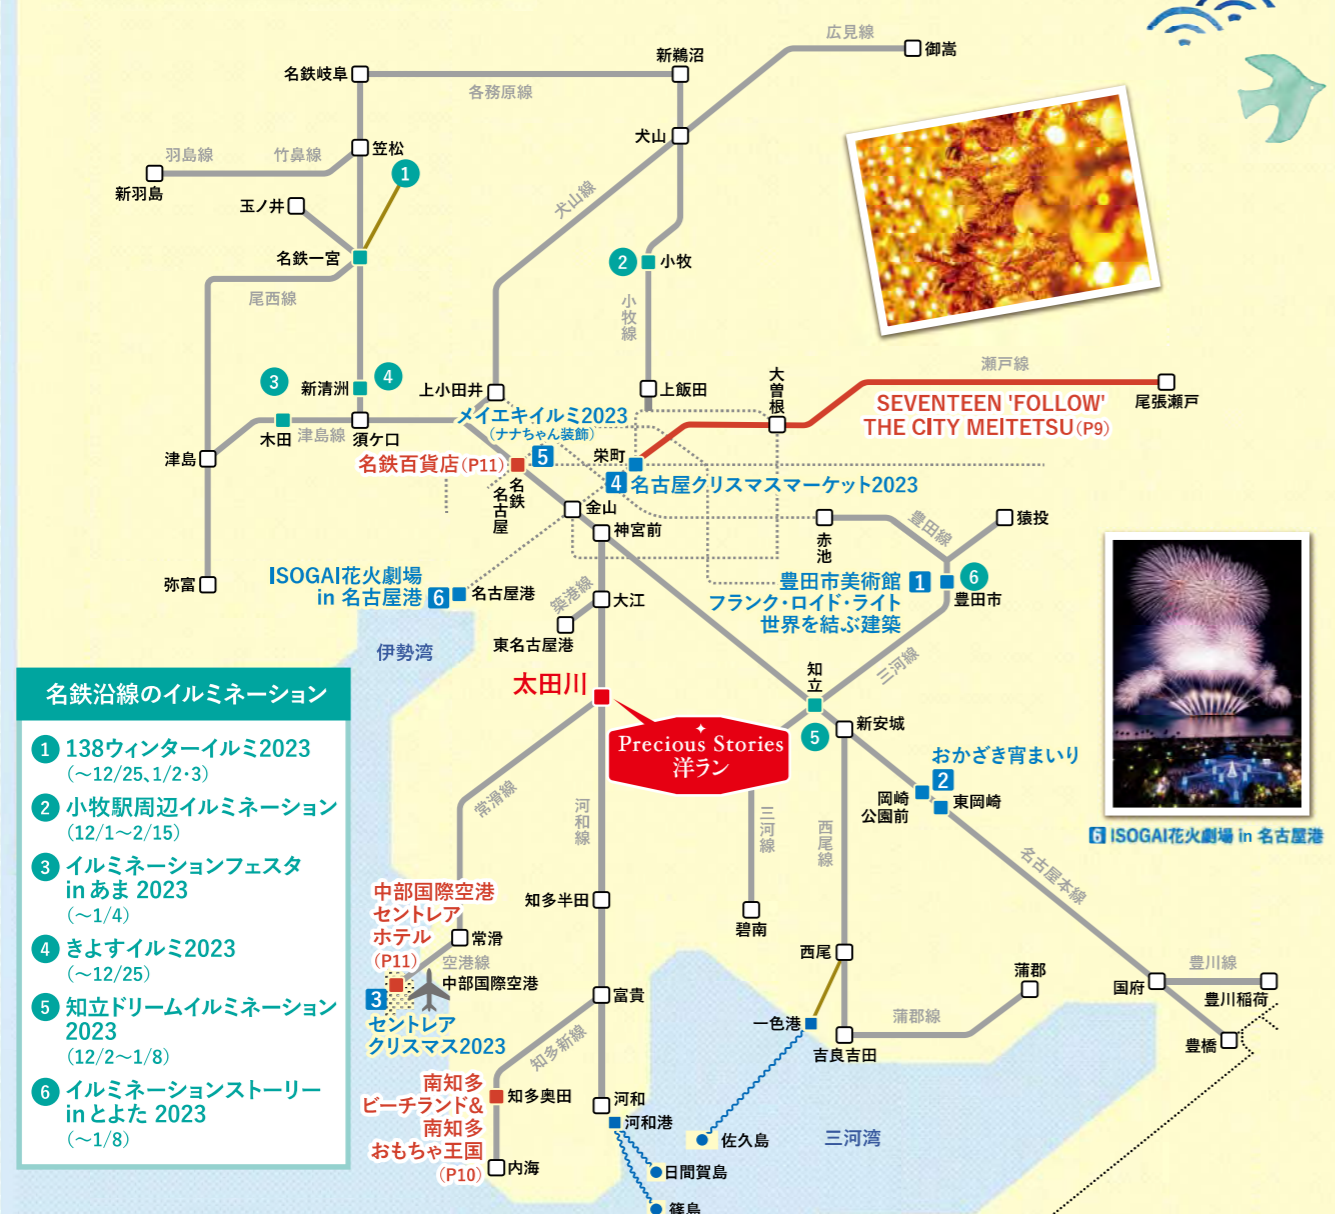 広見線
御嵩
新鵜沼
名鉄岐阜
各務原線
犬山
笠松
羽島線
竹鼻線
新羽島
1
玉ノ井
犬山線
名鉄一宮
2
小牧
尾西線
小牧線
瀬戸線
3
新清洲
4
上小田井
上飯田
大曽根
尾張瀬戸
SEVENTEEN 'FOLLOW'
THE CITY MEITETSU(P9)
メイエキイルミ2023
(ナナちゃん装飾)
5
木田
津島線
須ケ口
津島
名鉄百貨店(P11)
栄町
名鉄
名古屋
4 名古屋クリスマスマーケット2023
金山
神宮前
赤池
豊田線
猿投
弥富
ISOGAI花火劇場
in 名古屋港
6
名古屋港
築港線
大江
東名古屋港
豊田市美術館
フランク・ロイド・ライト
世界を結ぶ建築
1
6
豊田市
伊勢湾
太田川
Precious Stories
洋ラン
知立
三河線
5
新安城
おかざき宵まいり
2
岡崎
公園前
東岡崎
6 ISOGAI花火劇場 in 名古屋港
名鉄沿線のイルミネーション
1 138ウィンターイルミ2023
(〜12/25、1/2・3)
2 小牧駅周辺イルミネーション
(12/1〜2/15)
3 イルミネーションフェスタ
inあま 2023
(〜1/4)
4 きよすイルミ2023
(〜12/25)
5 知立ドリームイルミネーション
2023
(12/2〜1/8)
6 イルミネーションストーリー
inとよた 2023
(〜1/8)
常滑線
河和線
三河線
西尾線
名古屋本線
中部国際空港
セントレア
ホテル
(P11)
常滑
空港線
中部国際空港
3
セントレア
クリスマス2023
知多半田
碧南
西尾
蒲郡
国府
豊川線
豊川稲荷
豊橋
富貴
知多新線
一色港
吉良吉田
蒲郡線
南知多
ビーチランド&
南知多
おもちゃ王国
(P10)
知多奥田
内海
河和
河和港
佐久島
三河湾
日間賀島
篠島